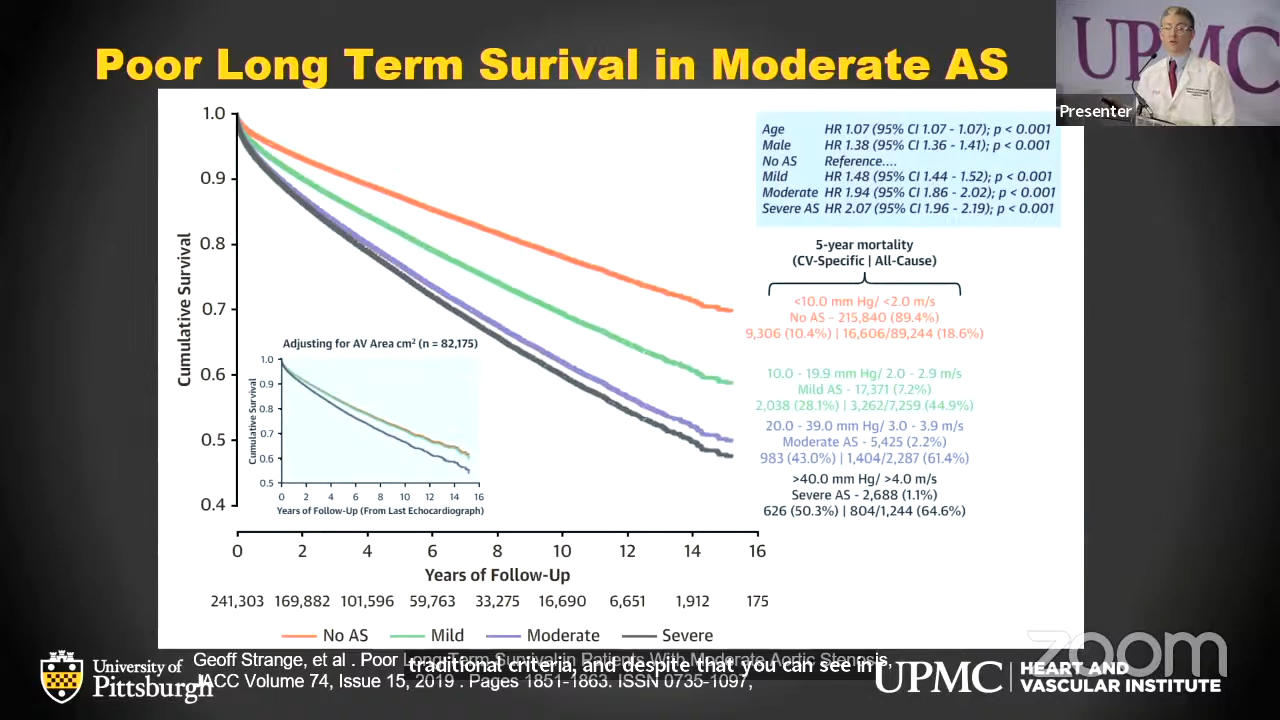 Poor Long Term Surival in Moderate AS
UPMC
Presenter
1.0
0.9
0.8
0.7
0.6
0.5
0.4
Cumulative Survival
Age HR 1.07 (95% CI 1.07 - 1.07); p < 0.001
Male HR 1.38 (95% CI 1.36 - 1.41); p < 0.001
No AS Reference....
Mild HR 1.48 (95% CI 1.44 - 1.52); p < 0.001
Moderate HR 1.94 (95% CI 1.86 - 2.02); p < 0.001
Severe AS HR 2.07 (95% CI 1.96 - 2.19); p < 0.001
5-year mortality
(CV-Specific | All-Cause)
<10.0 mm Hg/ <2.0 m/s
No AS - 215,840 (89.4%)
9,306 (10.4%) | 16,606/89,244 (18.6%)
10.0 - 19.9 mm Hg/ 2.0 - 2.9 m/s
Mild AS - 17,371 (7.2%)
2,038 (28.1%) | 3,262/7,259 (44.9%)
20.0 - 39.0 mm Hg/ 3.0 - 3.9 m/s
Moderate AS - 5,425 (2.2%)
983 (43.0%) | 1,404/2,287 (61.4%)
>40.0 mm Hg/ >4.0 m/s
Severe AS - 2,688 (1.1%)
626 (50.3%) | 804/1,244 (64.6%)
Adjusting for AV Area cm² (n = 82,175)
1.0
0.9
0.8
0.7
0.6
0.5
Cumulative Survival
0 2 4 6 8 10 12 14 16
Years of Follow-Up (From Last Echocardiograph)
0 2 4 6 8 10 12 14 16
Years of Follow-Up
241,303 169,882 101,596 59,763 33,275 16,690 6,651 1,912 175
No AS Mild Moderate Severe
zoom
University of
Pittsburgh
Geoff Strange, et al . Poor Long-Term Survival in Patients With Moderate Aortic Stenosis,
JACC Volume 74, Issue 15, 2019 . Pages 1851-1863. ISSN 0735-1097,
traditional criteria, and despite that you can see in
UPMC
HEART AND
VASCULAR INSTITUTE